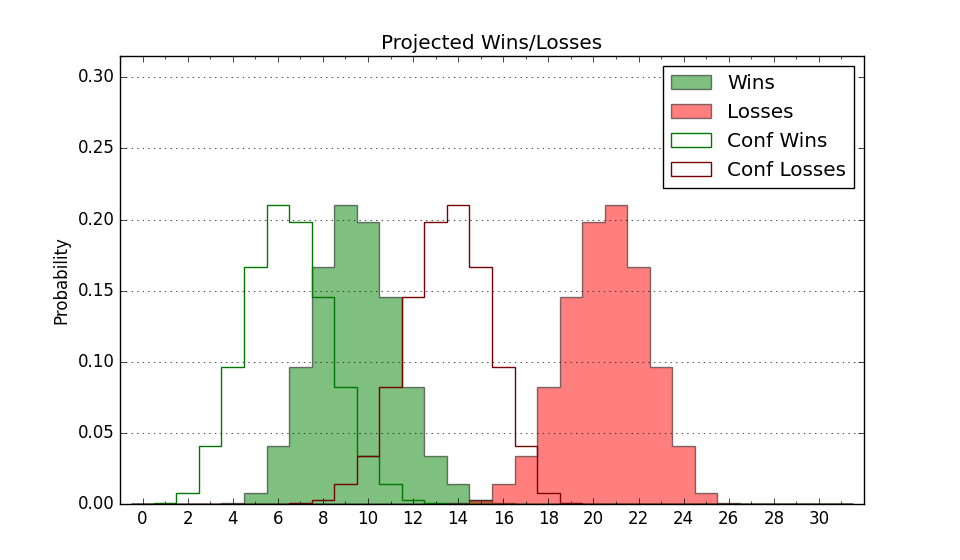 Projected Wins/Losses
0.30
0.25
0.20
0.15
0.10
0.05
0.00
Probability
Wins
Losses
Conf Wins
Conf Losses
0 2 4 6 8 10 12 14 16 18 20 22 24 26 28 30